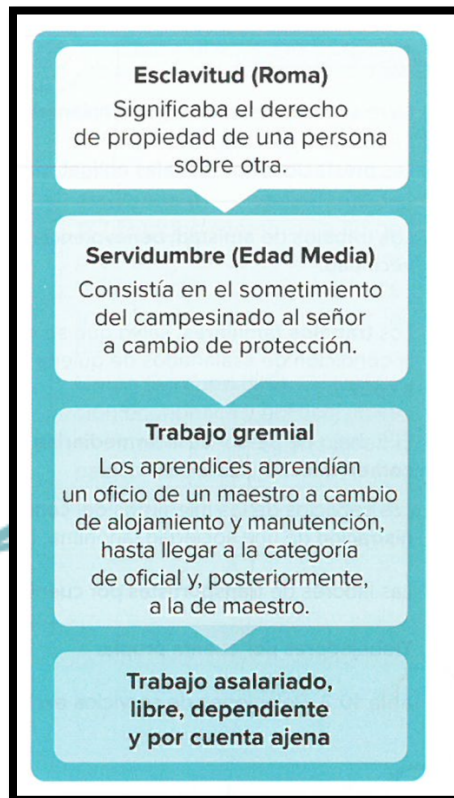 Esclavitud (Roma)
Significaba el derecho
de propiedad de una persona
sobre otra.
Servidumbre (Edad Media)
Consistía en el sometimiento
del campesinado al señor
a cambio de protección.
Trabajo gremial
Los aprendices aprendían
un oficio de un maestro a cambio
de alojamiento y manutención,
hasta llegar a la categoría
de oficial y, posteriormente,
a la de maestro.
Trabajo asalariado,
libre, dependiente
y por cuenta ajena